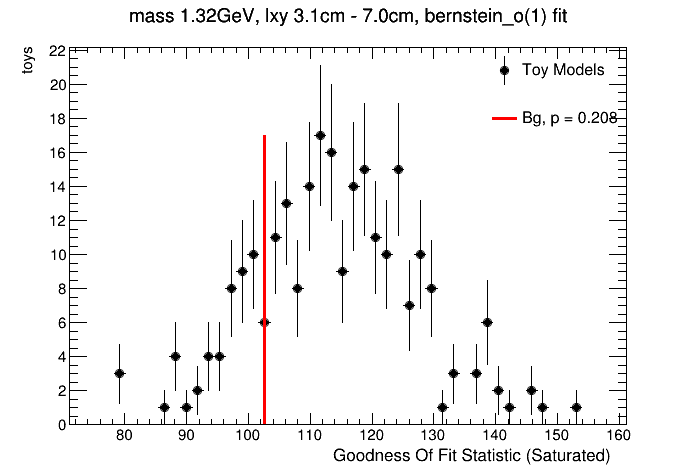 mass 1.32GeV, lxy 3.1cm - 7.0cm, bernstein_o(1) fit
toys
22
20
18
16
14
12
10
8
6
4
2
0
Toy Models
Bg, p = 0.208
80 90 100 110 120 130 140 150 160
Goodness Of Fit Statistic (Saturated)